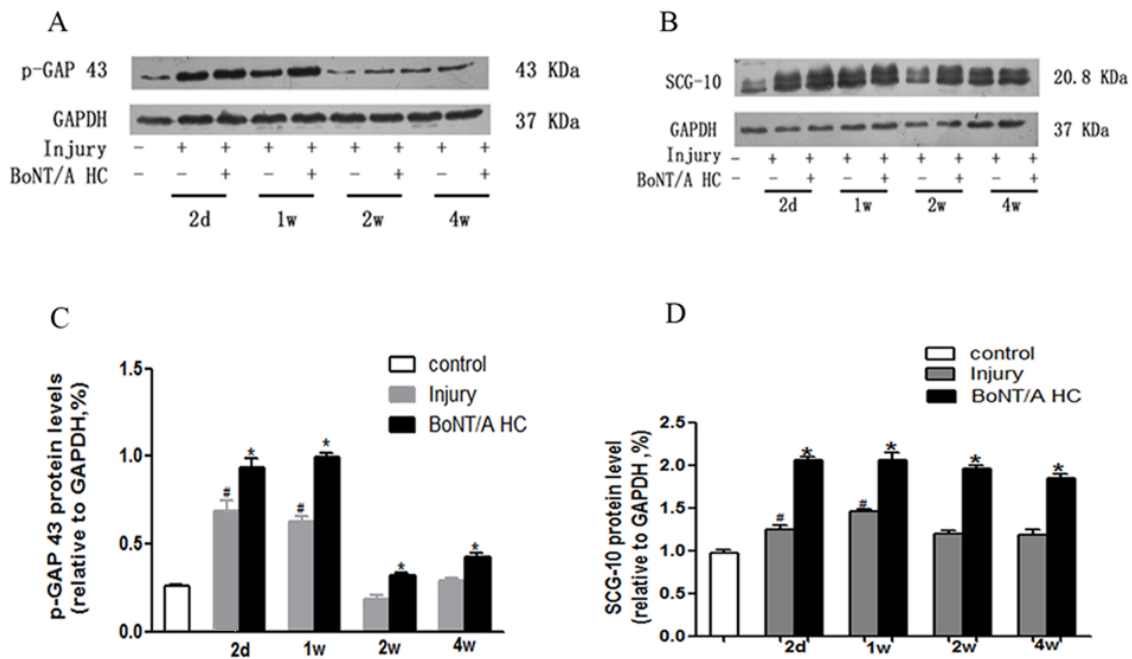 A
p-GAP 43 43 KDa
GAPDH 37 KDa
Injury − + + + + + + + +
BoNT/A HC − − + − + − + − +
2d 1w 2w 4w
B
SCG-10 20.8 KDa
GAPDH 37 KDa
Injury − + + + + + + + +
BoNT/A HC − − + − + − + − +
2d 1w 2w 4w
C
p-GAP 43 protein levels
(relative to GAPDH,%)
control
Injury
BoNT/A HC
1.5
1.0
0.5
0.0
# * # * * *
2d 1w 2w 4w
D
SCG-10 protein level
(relative to GAPDH ,%)
control
Injury
BoNT/A HC
2.5
2.0
1.5
1.0
0.5
0.0
# * # * * *
2d 1w 2w 4w